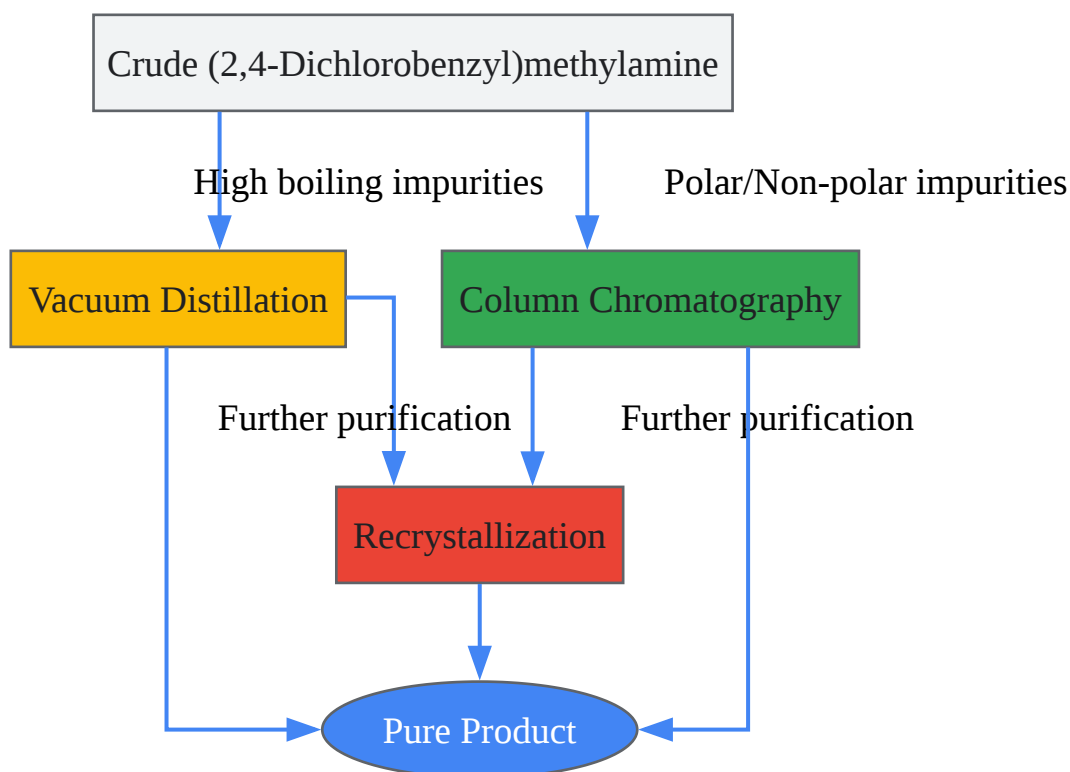 Crude (2,4-Dichlorobenzyl)methylamine
High boiling impurities
Polar/Non-polar impurities
Vacuum Distillation
Column Chromatography
Further purification
Further purification
Recrystallization
Pure Product